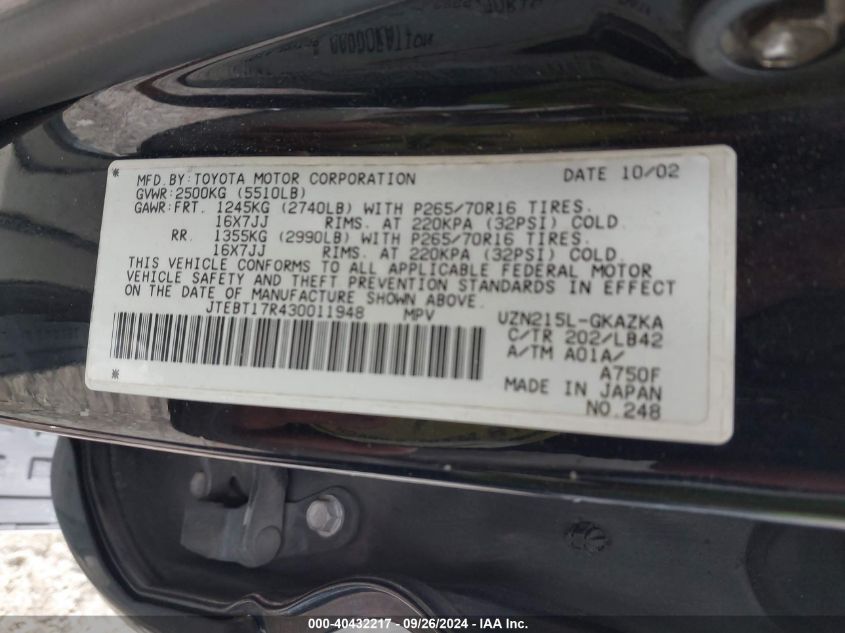 * MFD.BY:TOYOTA MOTOR CORPORATION DATE 10/02
GVWR:2500KG (5510LB)
GAWR:FRT. 1245KG (2740LB) WITH P265/70R16 TIRES.
16X7JJ RIMS. AT 220KPA (32PSI) COLD
RR. 1355KG (2990LB) WITH P265/70R16 TIRES.
16X7JJ RIMS. AT 220KPA (32PSI) COLD.
THIS VEHICLE CONFORMS TO ALL APPLICABLE FEDERAL MOTOR
VEHICLE SAFETY AND THEFT PREVENTION STANDARDS IN EFFECT
ON THE DATE OF MANUFACTURE SHOWN ABOVE.
JTEBT17R430011948 MPV UZN215L-GKAZKA
C/TR 202/LB42
A/TM A01A/
A750F
* MADE IN JAPAN
NO.248
000-40432217 - 09/26/2024 - IAA Inc.